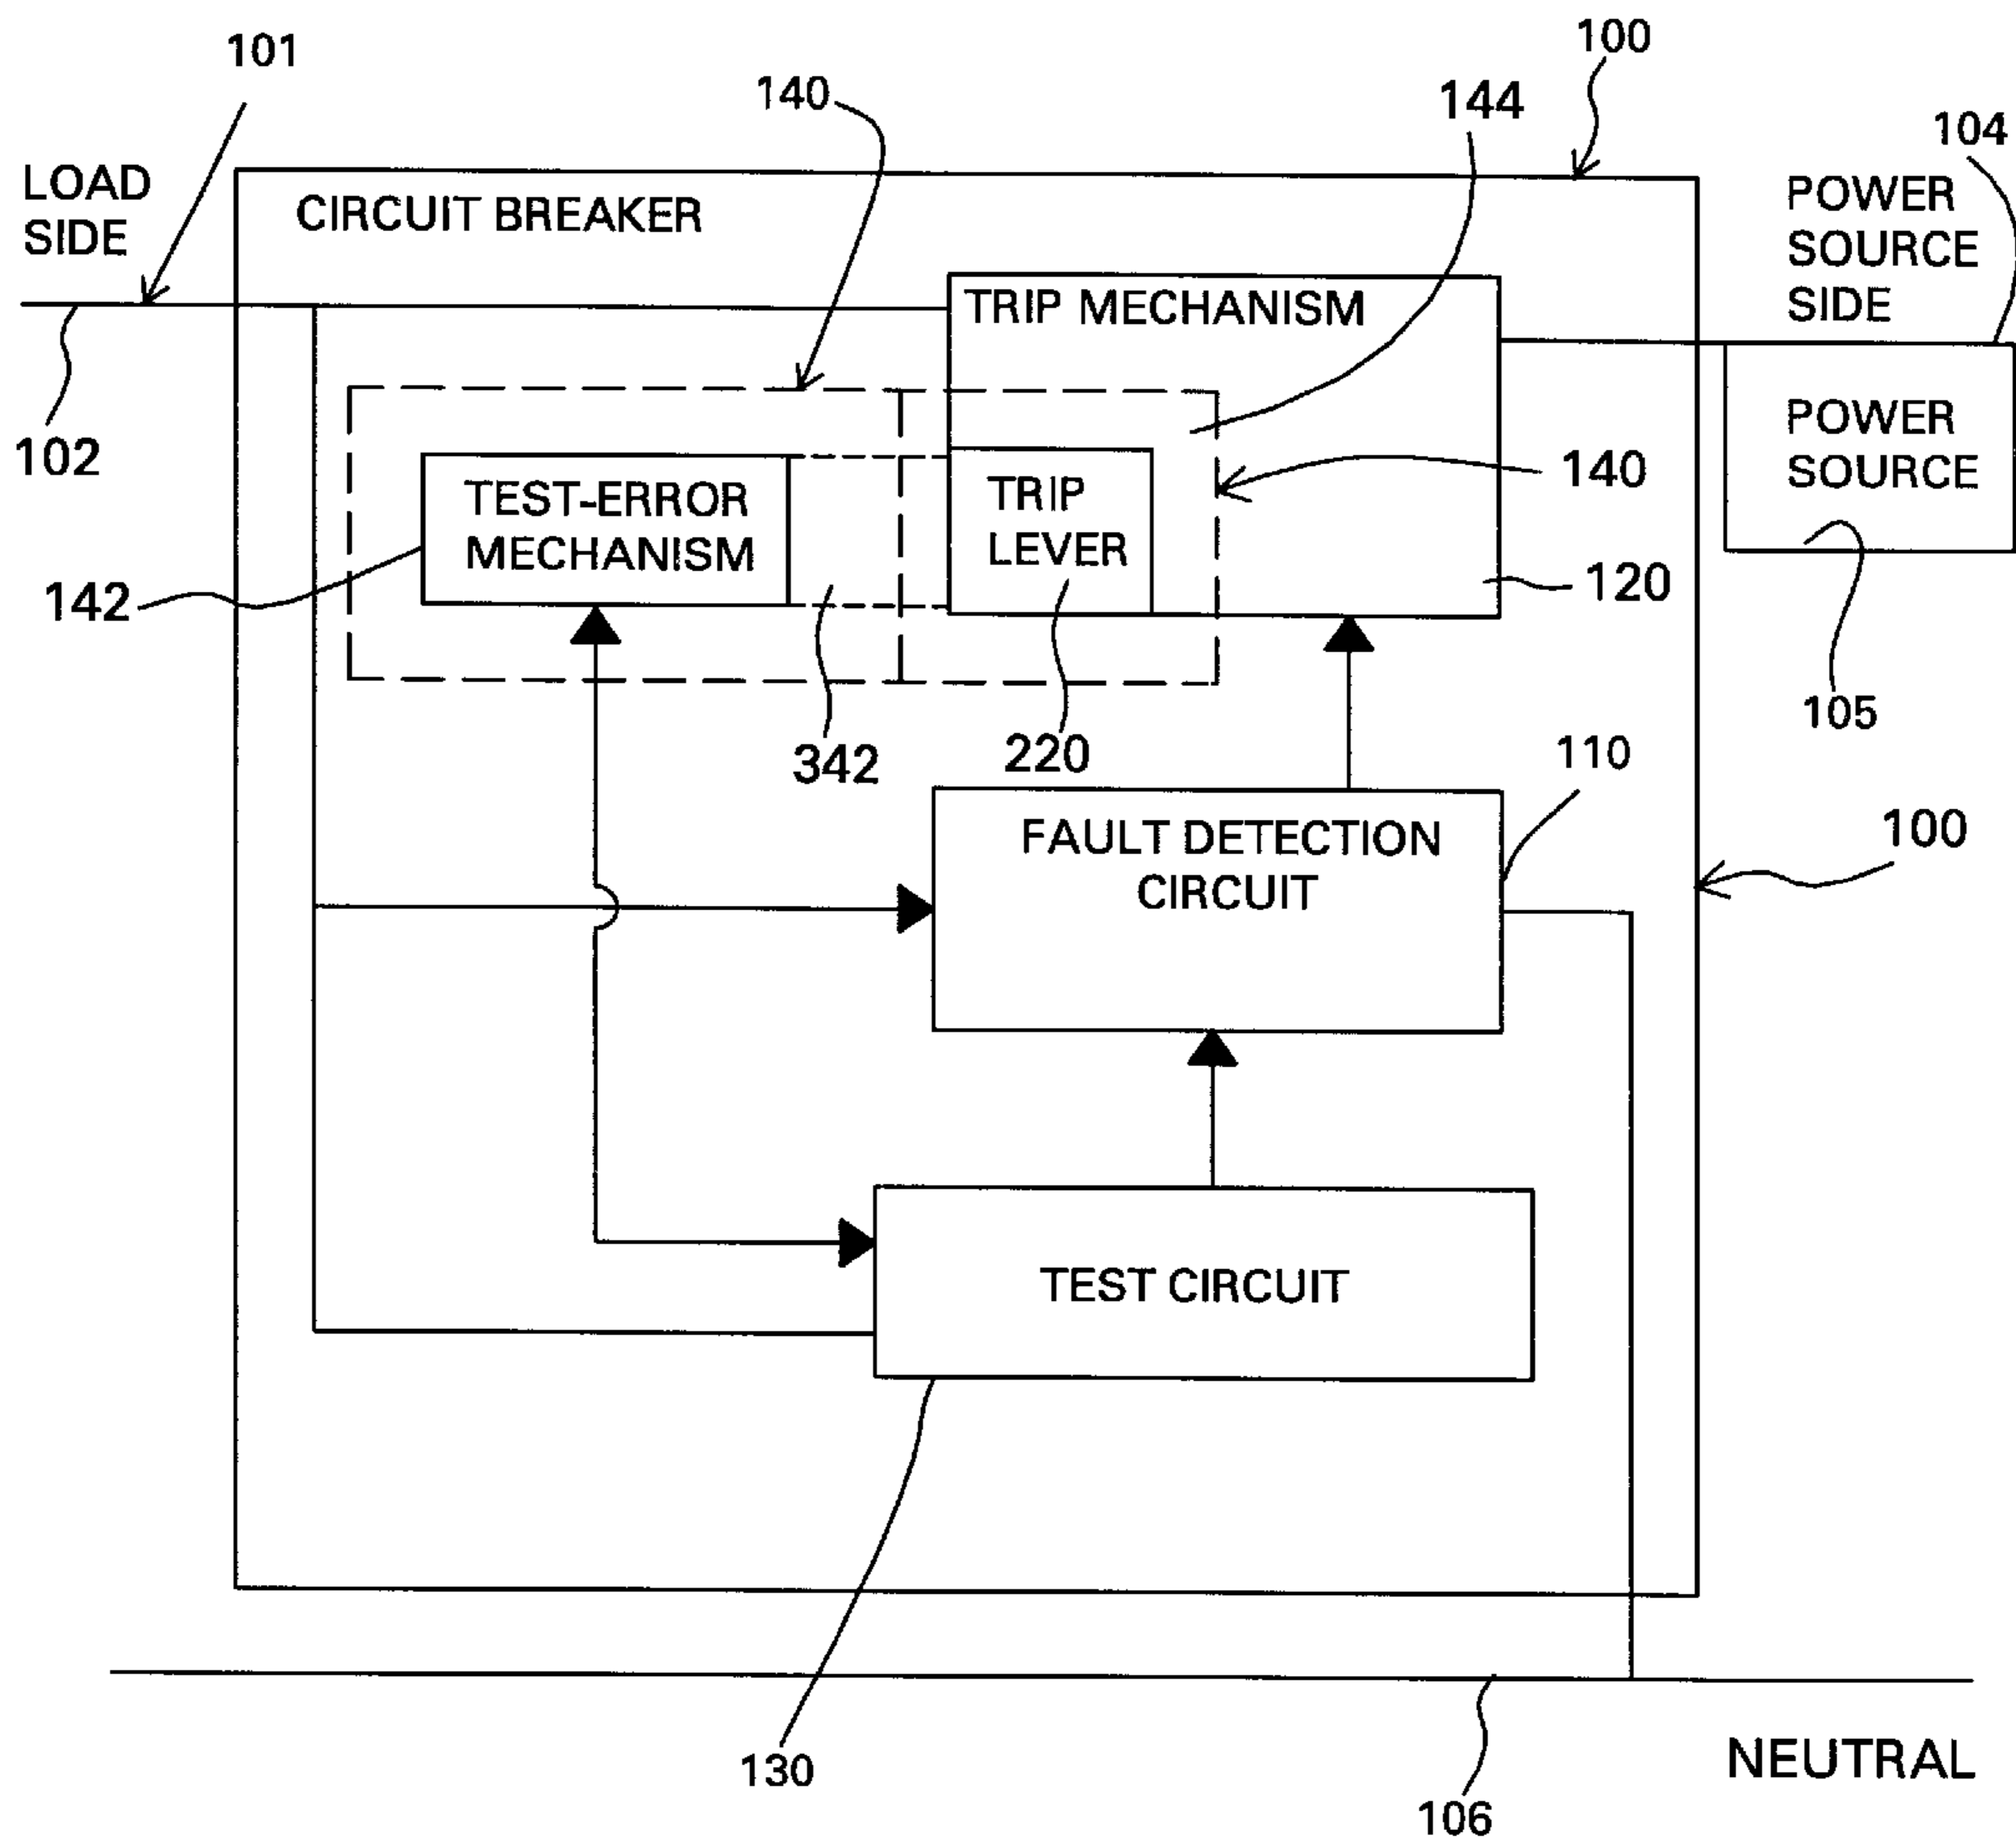 101
140
144
100
104
LOAD
SIDE
CIRCUIT BREAKER
POWER
SOURCE
SIDE
TRIP MECHANISM
102
TEST-ERROR
MECHANISM
TRIP
LEVER
140
POWER
SOURCE
142
120
105
342
220
110
FAULT DETECTION
CIRCUIT
100
TEST CIRCUIT
130
106
NEUTRAL